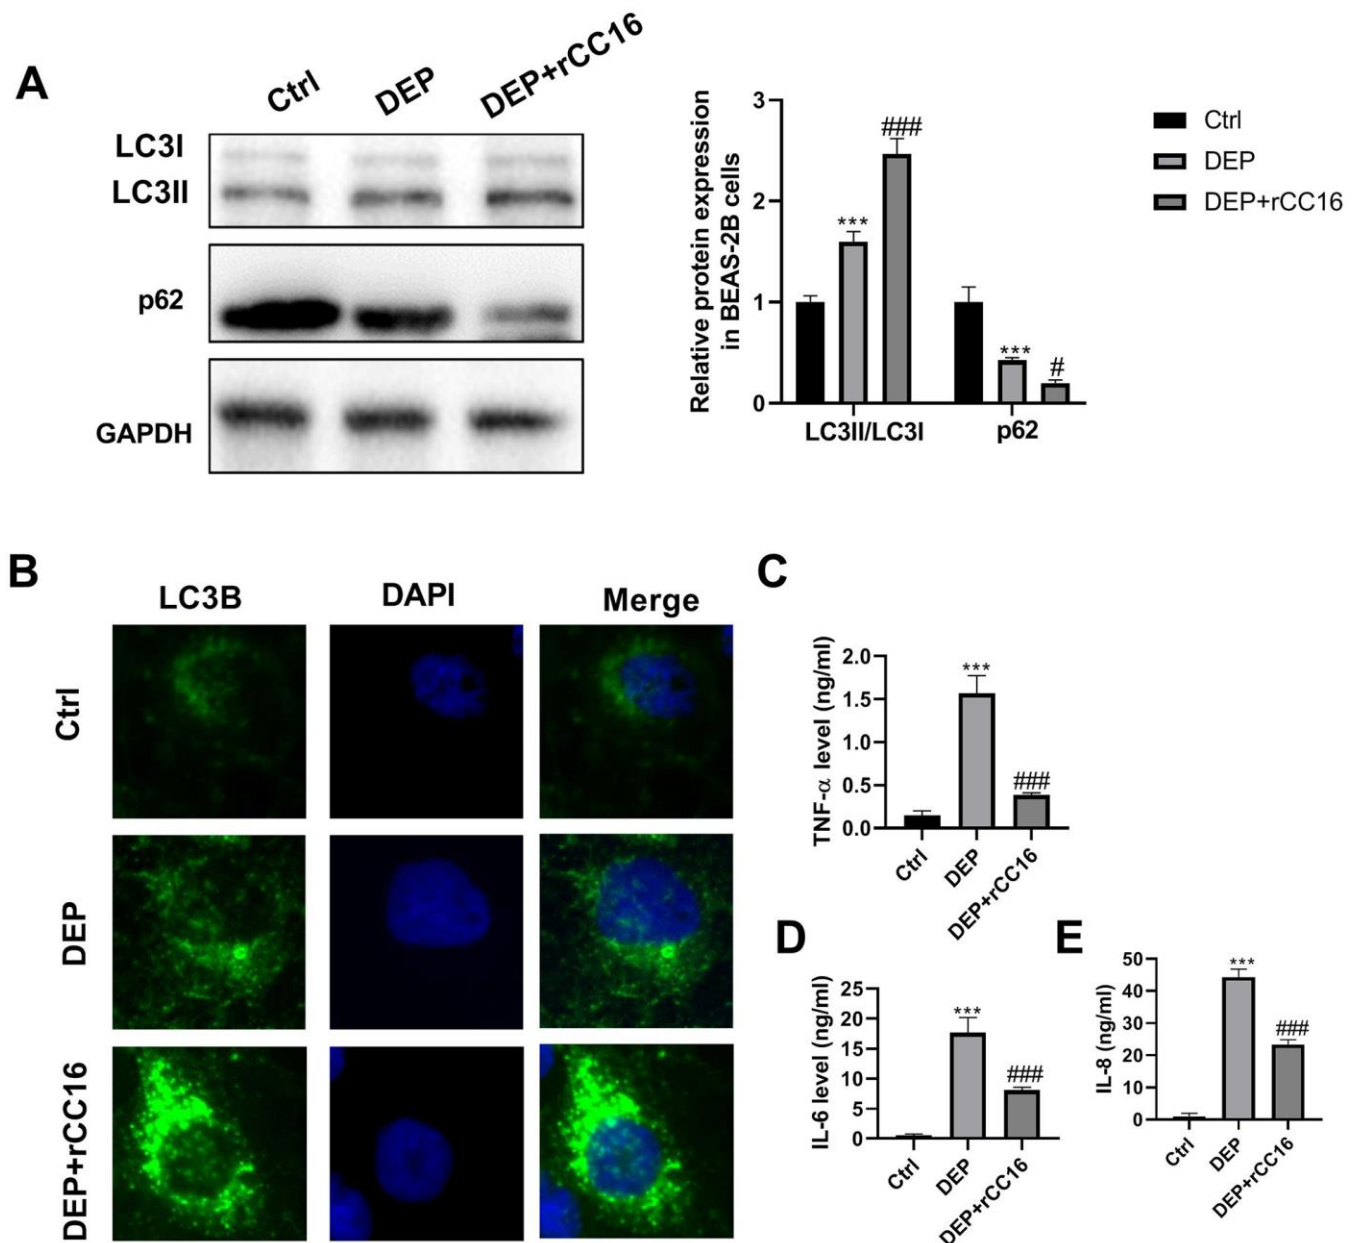 A
Ctrl
DEP
DEP+rCC16
LC3I
LC3II
p62
GAPDH
Relative protein expression
in BEAS-2B cells
3
2
1
0
###
***
***
#
LC3II/LC3I
p62
Ctrl
DEP
DEP+rCC16
B
LC3B
DAPI
Merge
Ctrl
DEP
DEP+rCC16
C
TNF-α level (ng/ml)
2.0
1.5
1.0
0.5
0.0
***
###
Ctrl
DEP
DEP+rCC16
D
IL-6 level (ng/ml)
25
20
15
10
5
0
***
###
Ctrl
DEP
DEP+rCC16
E
IL-8 (ng/ml)
50
40
30
20
10
0
***
###
Ctrl
DEP
DEP+rCC16